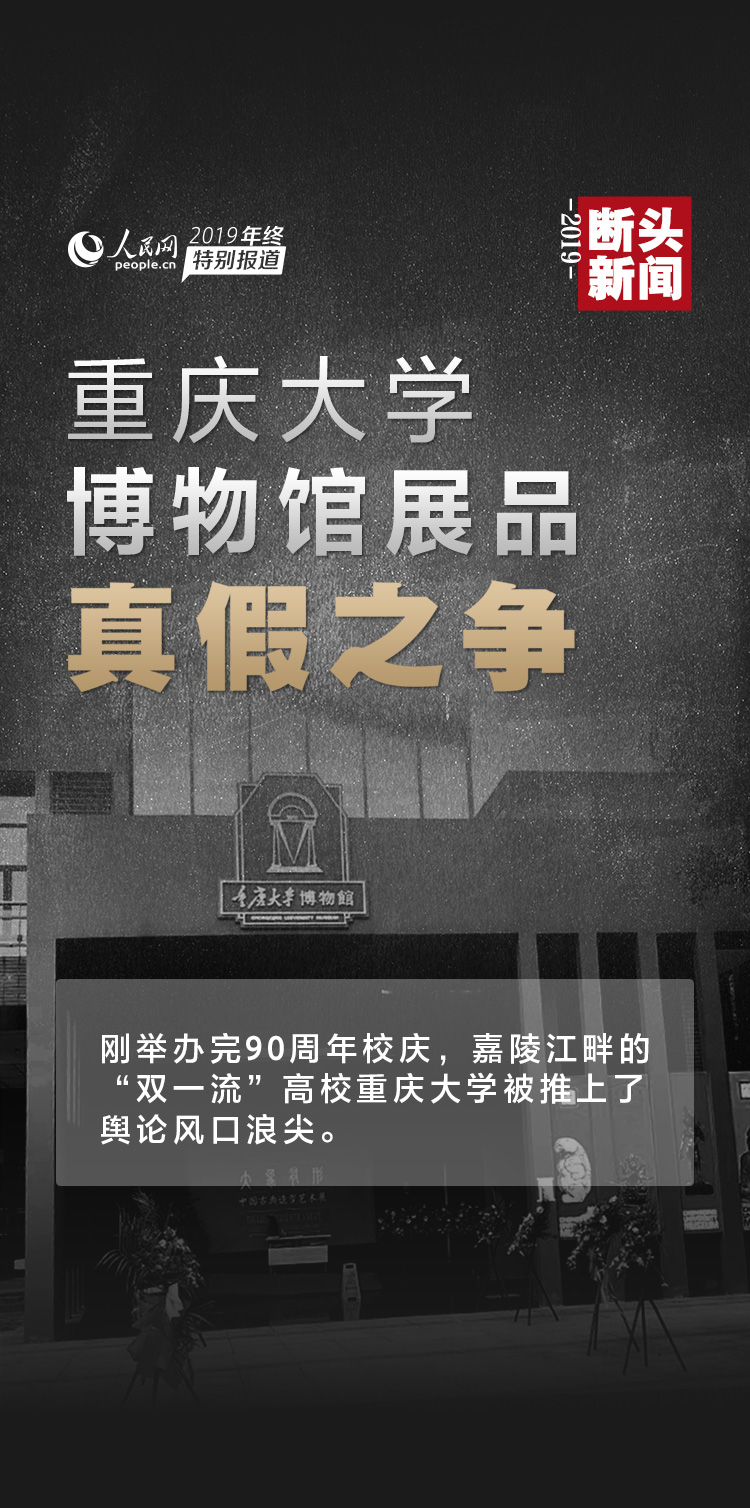 人民网
people.cn
2019年终
特别报道
-2019-
断头
新闻
重庆大学
博物馆展品
真假之争
重庆大学博物館
CHONGQING UNIVERSITY MUSEUM
刚举办完90周年校庆，嘉陵江畔的
“双一流”高校重庆大学被推上了
舆论风口浪尖。